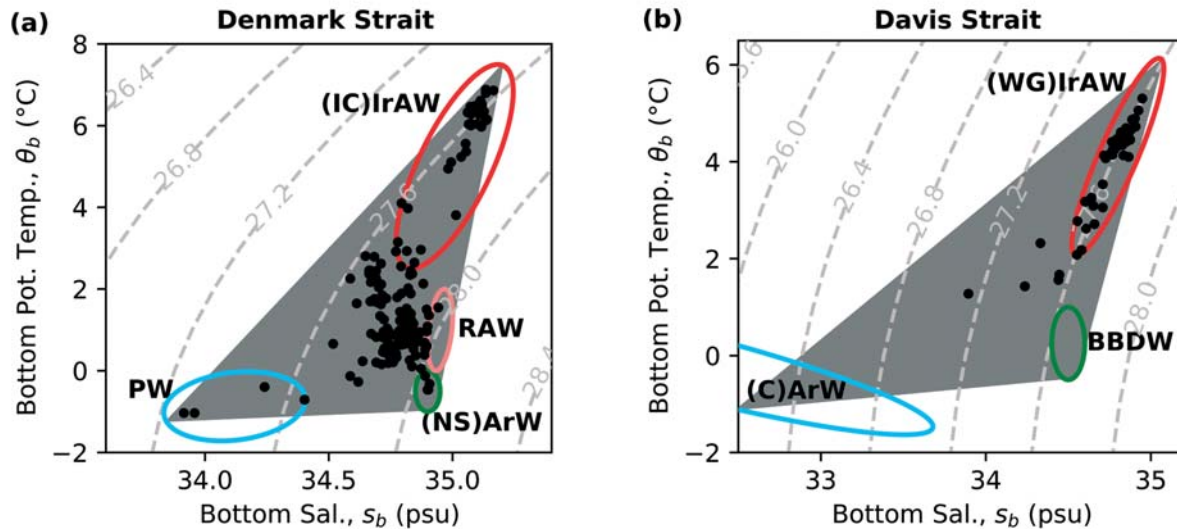 (a)
Denmark Strait
8
6
4
2
0
−2
Bottom Pot. Temp., θb (°C)
26.4
26.8
27.2
27.6
28.0
28.4
(IC)IrAW
RAW
PW
(NS)ArW
34.0
34.5
35.0
Bottom Sal., sb (psu)
(b)
Davis Strait
6
4
2
0
−2
Bottom Pot. Temp., θb (°C)
26.0
26.4
26.8
27.2
27.6
28.0
(WG)IrAW
BBDW
(C)ArW
33
34
35
Bottom Sal., sb (psu)